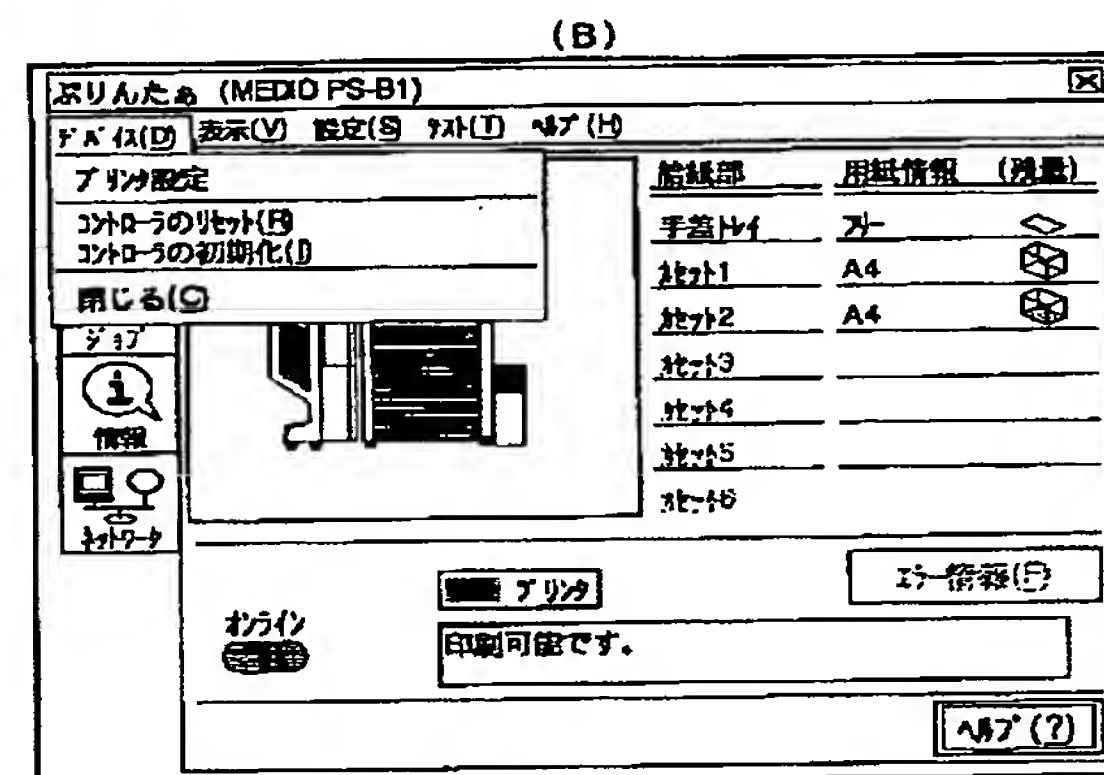 (B)
ぷりんたぁ (MEDIO PS-B1)
デバイス(D) 表示(V) 設定(S) テスト(T) ヘルプ(H)
プリンタ設定
コントローラのリセット(R)
コントローラの初期化(I)
閉じる(C)
給紙部 用紙情報 (残量)
手差トレイ フリー
カセット1 A4
カセット2 A4
カセット3
カセット4
カセット5
カセット6
ジョブ
情報
ネットワータ
プリンタ
エラー情報(E)
オンライン
印刷可能です。
ヘルプ(?)